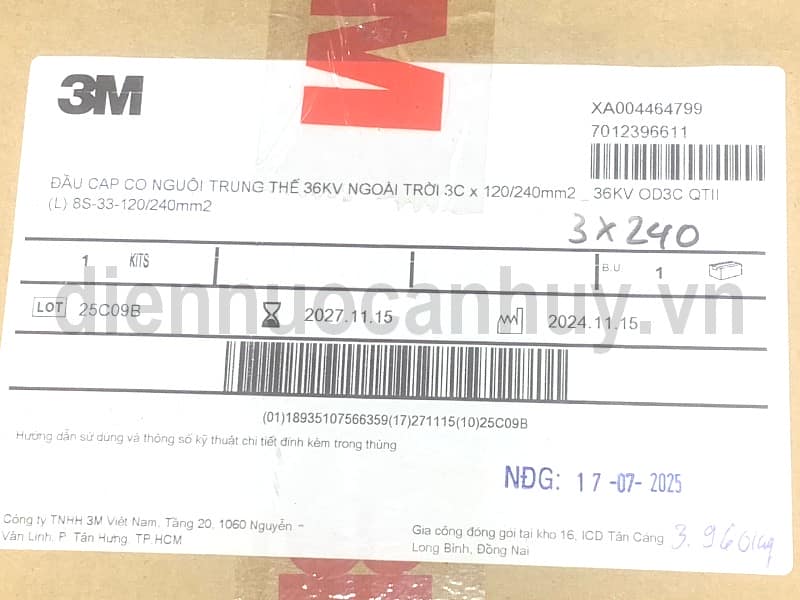 3M
XA004464799
7012396611
ĐẦU CAP CO NGUÔI TRUNG THẾ 36KV NGOÀI TRỜI 3C x 120/240mm2 _ 36KV OD3C QTII
(L) 8S-33-120/240mm2
3 X 240
1 KITS B.U. 1
diennuocanhuy.vn
LOT 25C09B 2027.11.15 2024.11.15
(01)18935107566359(17)271115(10)25C09B
Hướng dẫn sử dụng và thông số kỹ thuật chi tiết đính kèm trong thùng
NĐG: 17-07-2025
Công ty TNHH 3M Việt Nam, Tầng 20, 1060 Nguyễn
Văn Linh, P. Tân Hưng, TP.HCM
Gia công đóng gói tại kho 16, ICD Tân Cảng
Long Bình, Đồng Nai